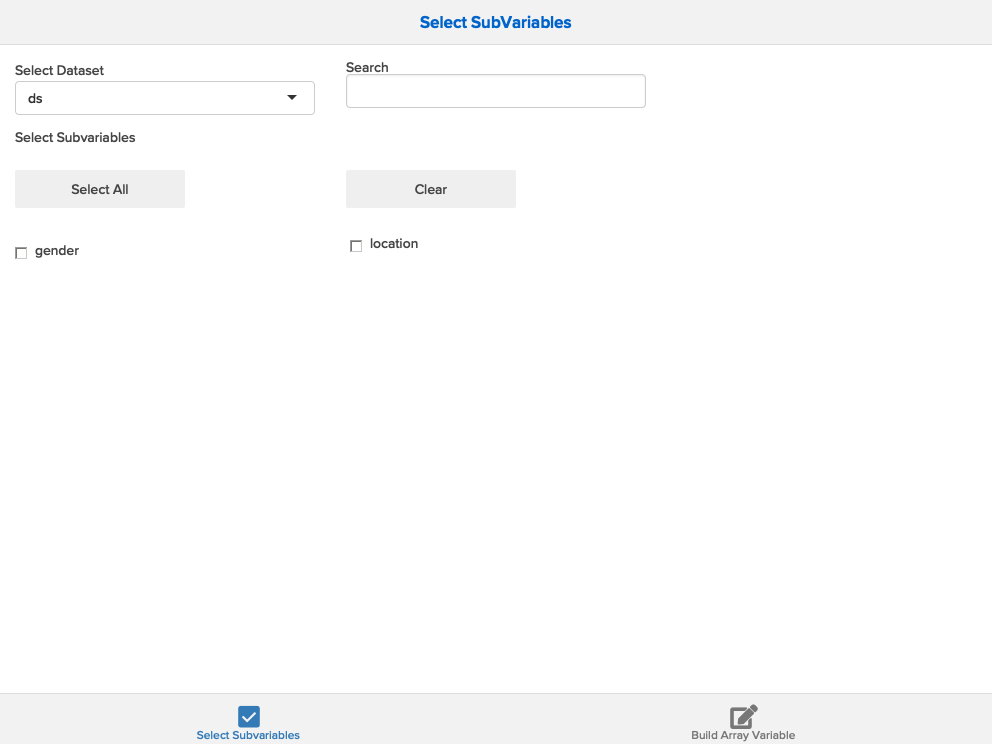 Select SubVariables
Select Dataset
Search
ds
Select Subvariables
Select All
Clear
gender
location
Select Subvariables
Build Array Variable